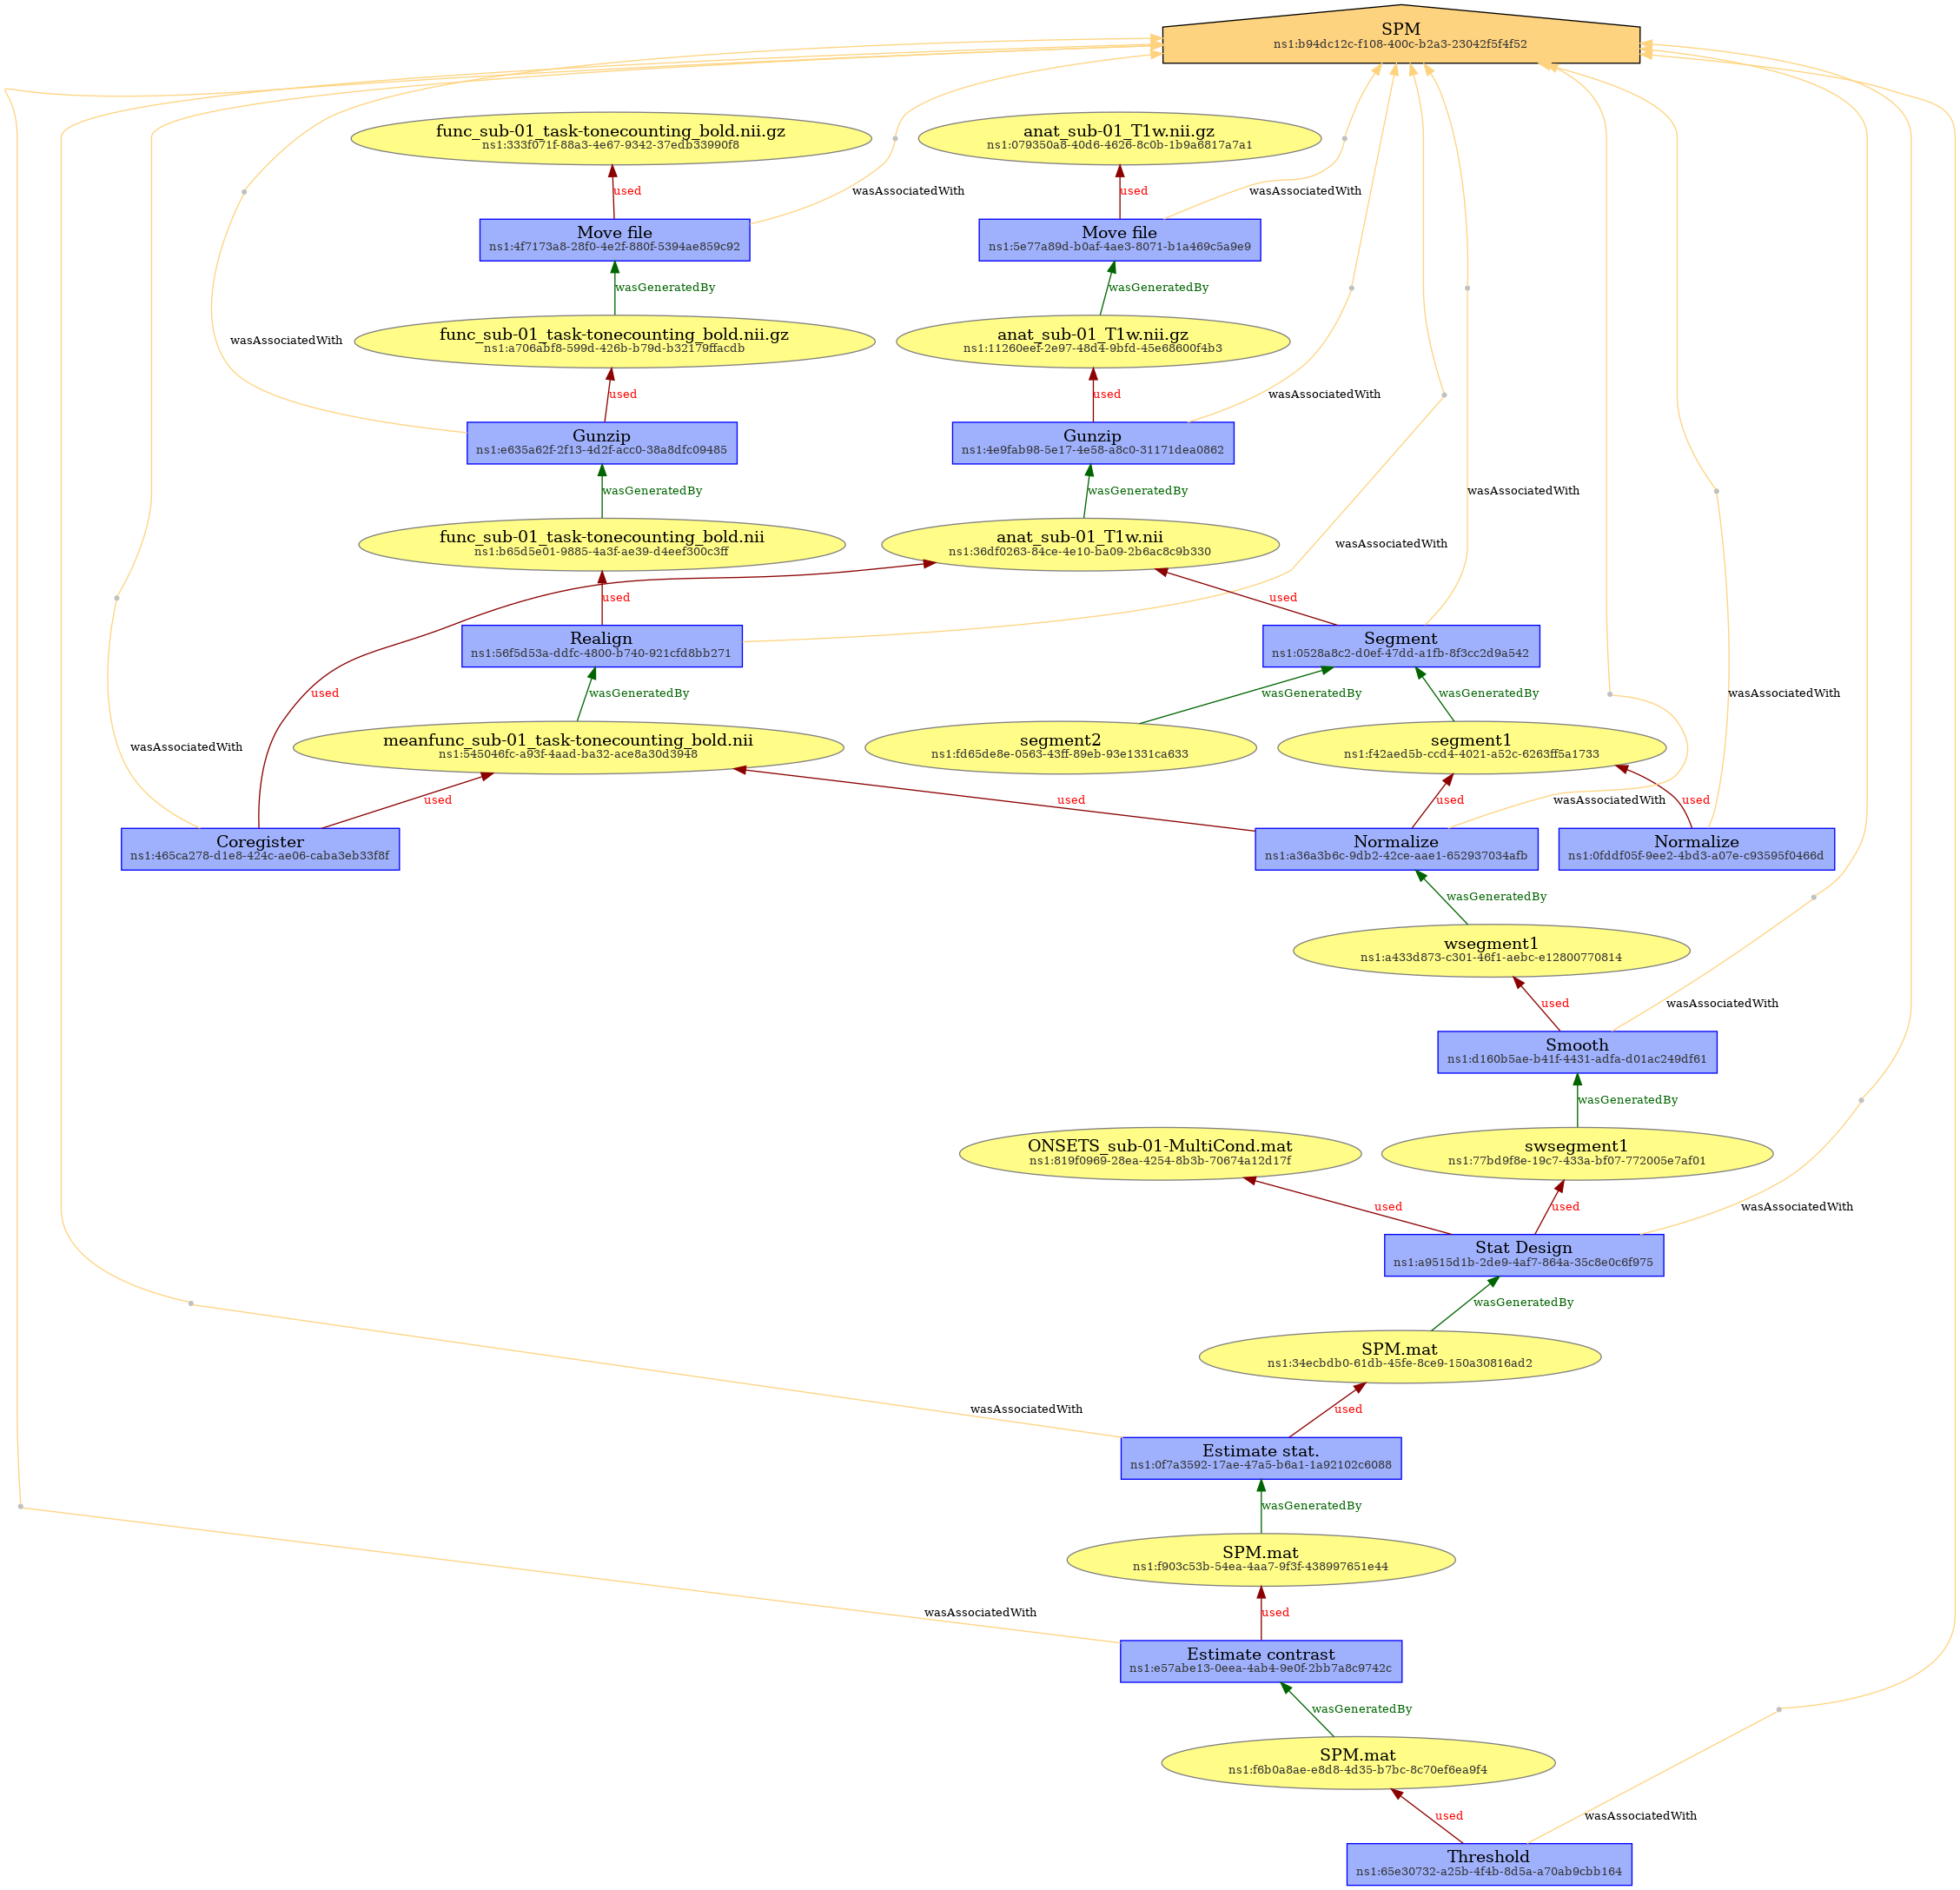 SPM
ns1:b94dc12c-f108-400c-b2a3-23042f5f4f52
func_sub-01_task-tonecounting_bold.nii.gz
ns1:333f071f-88a3-4e67-9342-37edb33990f8
anat_sub-01_T1w.nii.gz
ns1:079350a8-40d6-4626-8c0b-1b9a6817a7a1
used
wasAssociatedWith
used
wasAssociatedWith
Move file
ns1:4f7173a8-28f0-4e2f-880f-5394ae859c92
Move file
ns1:5e77a89d-b0af-4ae3-8071-b1a469c5a9e9
wasGeneratedBy
wasGeneratedBy
func_sub-01_task-tonecounting_bold.nii.gz
ns1:a706abf8-599d-426b-b79d-b32179ffacdb
anat_sub-01_T1w.nii.gz
ns1:11260eef-2e97-48d4-9bfd-45e68600f4b3
wasAssociatedWith
used
used
wasAssociatedWith
Gunzip
ns1:e635a62f-2f13-4d2f-acc0-38a8dfc09485
Gunzip
ns1:4e9fab98-5e17-4e58-a8c0-31171dea0862
wasGeneratedBy
wasGeneratedBy
wasAssociatedWith
func_sub-01_task-tonecounting_bold.nii
ns1:b65d5e01-9885-4a3f-ae39-d4eef300c3ff
anat_sub-01_T1w.nii
ns1:36df0263-84ce-4e10-ba09-2b6ac8c9b330
wasAssociatedWith
used
used
Realign
ns1:56f5d53a-ddfc-4800-b740-921cfd8bb271
Segment
ns1:0528a8c2-d0ef-47dd-a1fb-8f3cc2d9a542
used
wasGeneratedBy
wasGeneratedBy
wasGeneratedBy
wasAssociatedWith
wasAssociatedWith
meanfunc_sub-01_task-tonecounting_bold.nii
ns1:545046fc-a93f-4aad-ba32-ace8a30d3948
segment2
ns1:fd65de8e-0563-43ff-89eb-93e1331ca633
segment1
ns1:f42aed5b-ccd4-4021-a52c-6263ff5a1733
used
used
used
wasAssociatedWith
used
Coregister
ns1:465ca278-d1e8-424c-ae06-caba3eb33f8f
Normalize
ns1:a36a3b6c-9db2-42ce-aae1-652937034afb
Normalize
ns1:0fddf05f-9ee2-4bd3-a07e-c93595f0466d
wasGeneratedBy
wsegment1
ns1:a433d873-c301-46f1-aebc-e12800770814
used
wasAssociatedWith
Smooth
ns1:d160b5ae-b41f-4431-adfa-d01ac249df61
wasGeneratedBy
ONSETS_sub-01-MultiCond.mat
ns1:819f0969-28ea-4254-8b3b-70674a12d17f
swsegment1
ns1:77bd9f8e-19c7-433a-bf07-772005e7af01
used
used
wasAssociatedWith
Stat Design
ns1:a9515d1b-2de9-4af7-864a-35c8e0c6f975
wasGeneratedBy
SPM.mat
ns1:34ecbdb0-61db-45fe-8ce9-150a30816ad2
wasAssociatedWith
used
Estimate stat.
ns1:0f7a3592-17ae-47a5-b6a1-1a92102c6088
wasGeneratedBy
SPM.mat
ns1:f903c53b-54ea-4aa7-9f3f-438997651e44
wasAssociatedWith
used
Estimate contrast
ns1:e57abe13-0eea-4ab4-9e0f-2bb7a8c9742c
wasGeneratedBy
SPM.mat
ns1:f6b0a8ae-e8d8-4d35-b7bc-8c70ef6ea9f4
used
wasAssociatedWith
Threshold
ns1:65e30732-a25b-4f4b-8d5a-a70ab9cbb164